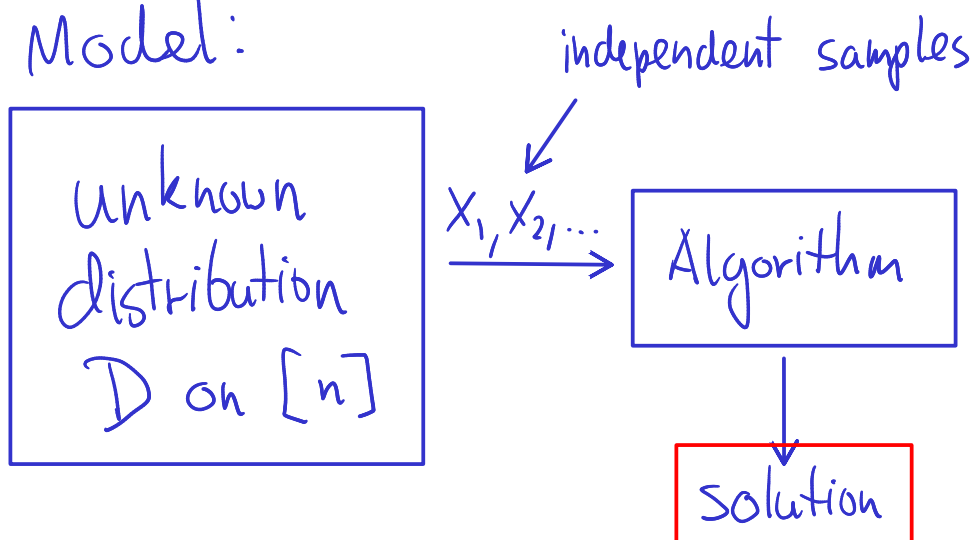 Model:
independent samples
unknown
distribution
D on [n]
X₁, X₂, ...
Algorithm
solution